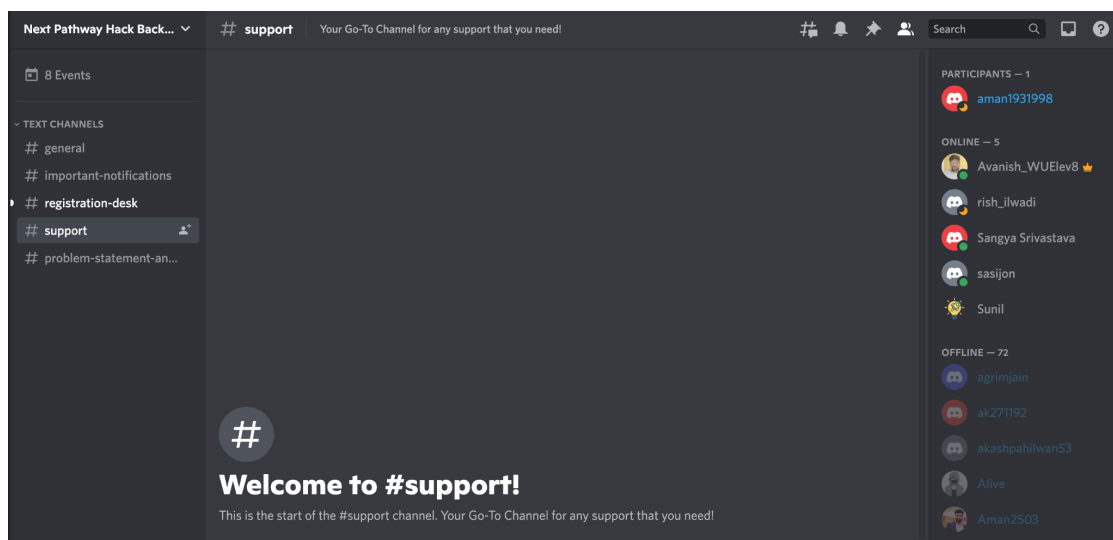 Next Pathway Hack Back...
# support
Your Go-To Channel for any support that you need!
Search
8 Events
TEXT CHANNELS
# general
# important-notifications
# registration-desk
# support
# problem-statement-an...
Welcome to #support!
This is the start of the #support channel. Your Go-To Channel for any support that you need!
PARTICIPANTS — 1
aman1931998
ONLINE — 5
Avanish_WUElev8
rish_ilwadi
Sangya Srivastava
sasijon
Sunil
OFFLINE — 72
agrimjain
ak271192
akashpahilwan53
Alive
Aman2503